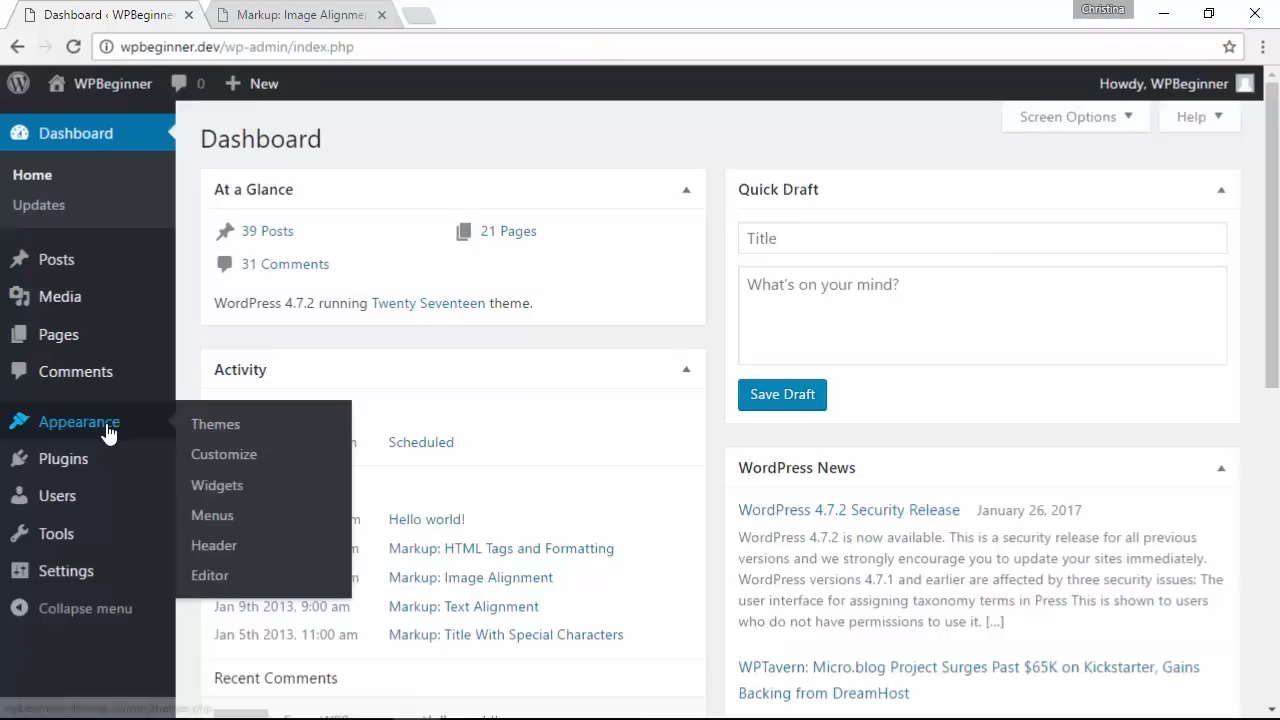 Dashboard ‹ WPBeginner
Markup: Image Alignme
Christina
wpbeginner.dev/wp-admin/index.php
WPBeginner
0
New
Howdy, WPBeginner
Dashboard
Home
Updates
Posts
Media
Pages
Comments
Appearance
Plugins
Users
Tools
Settings
Collapse menu
Themes
Customize
Widgets
Menus
Header
Editor
Screen Options
Help
Dashboard
At a Glance
39 Posts
21 Pages
31 Comments
WordPress 4.7.2 running Twenty Seventeen theme.
Activity
m Scheduled
m Hello world!
m Markup: HTML Tags and Formatting
m Markup: Image Alignment
Jan 9th 2013, 9:00 am Markup: Text Alignment
Jan 5th 2013, 11:00 am Markup: Title With Special Characters
Recent Comments
Quick Draft
Title
What's on your mind?
Save Draft
WordPress News
WordPress 4.7.2 Security Release January 26, 2017
WordPress 4.7.2 is now available. This is a security release for all previous
versions and we strongly encourage you to update your sites immediately.
WordPress versions 4.7.1 and earlier are affected by three security issues: The
user interface for assigning taxonomy terms in Press This is shown to users
who do not have permissions to use it. […]
WPTavern: Micro.blog Project Surges Past $65K on Kickstarter, Gains
Backing from DreamHost